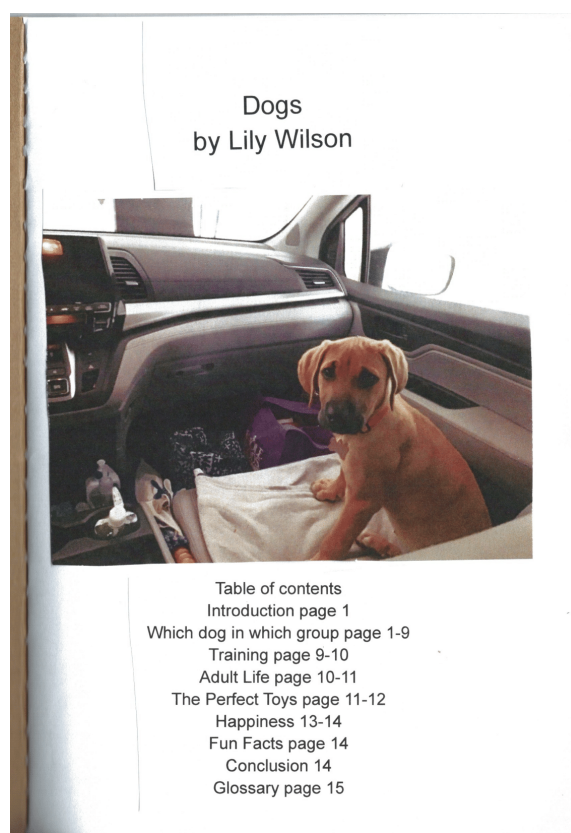 Dogs
by Lily Wilson
Table of contents
Introduction page 1
Which dog in which group page 1-9
Training page 9-10
Adult Life page 10-11
The Perfect Toys page 11-12
Happiness 13-14
Fun Facts page 14
Conclusion 14
Glossary page 15